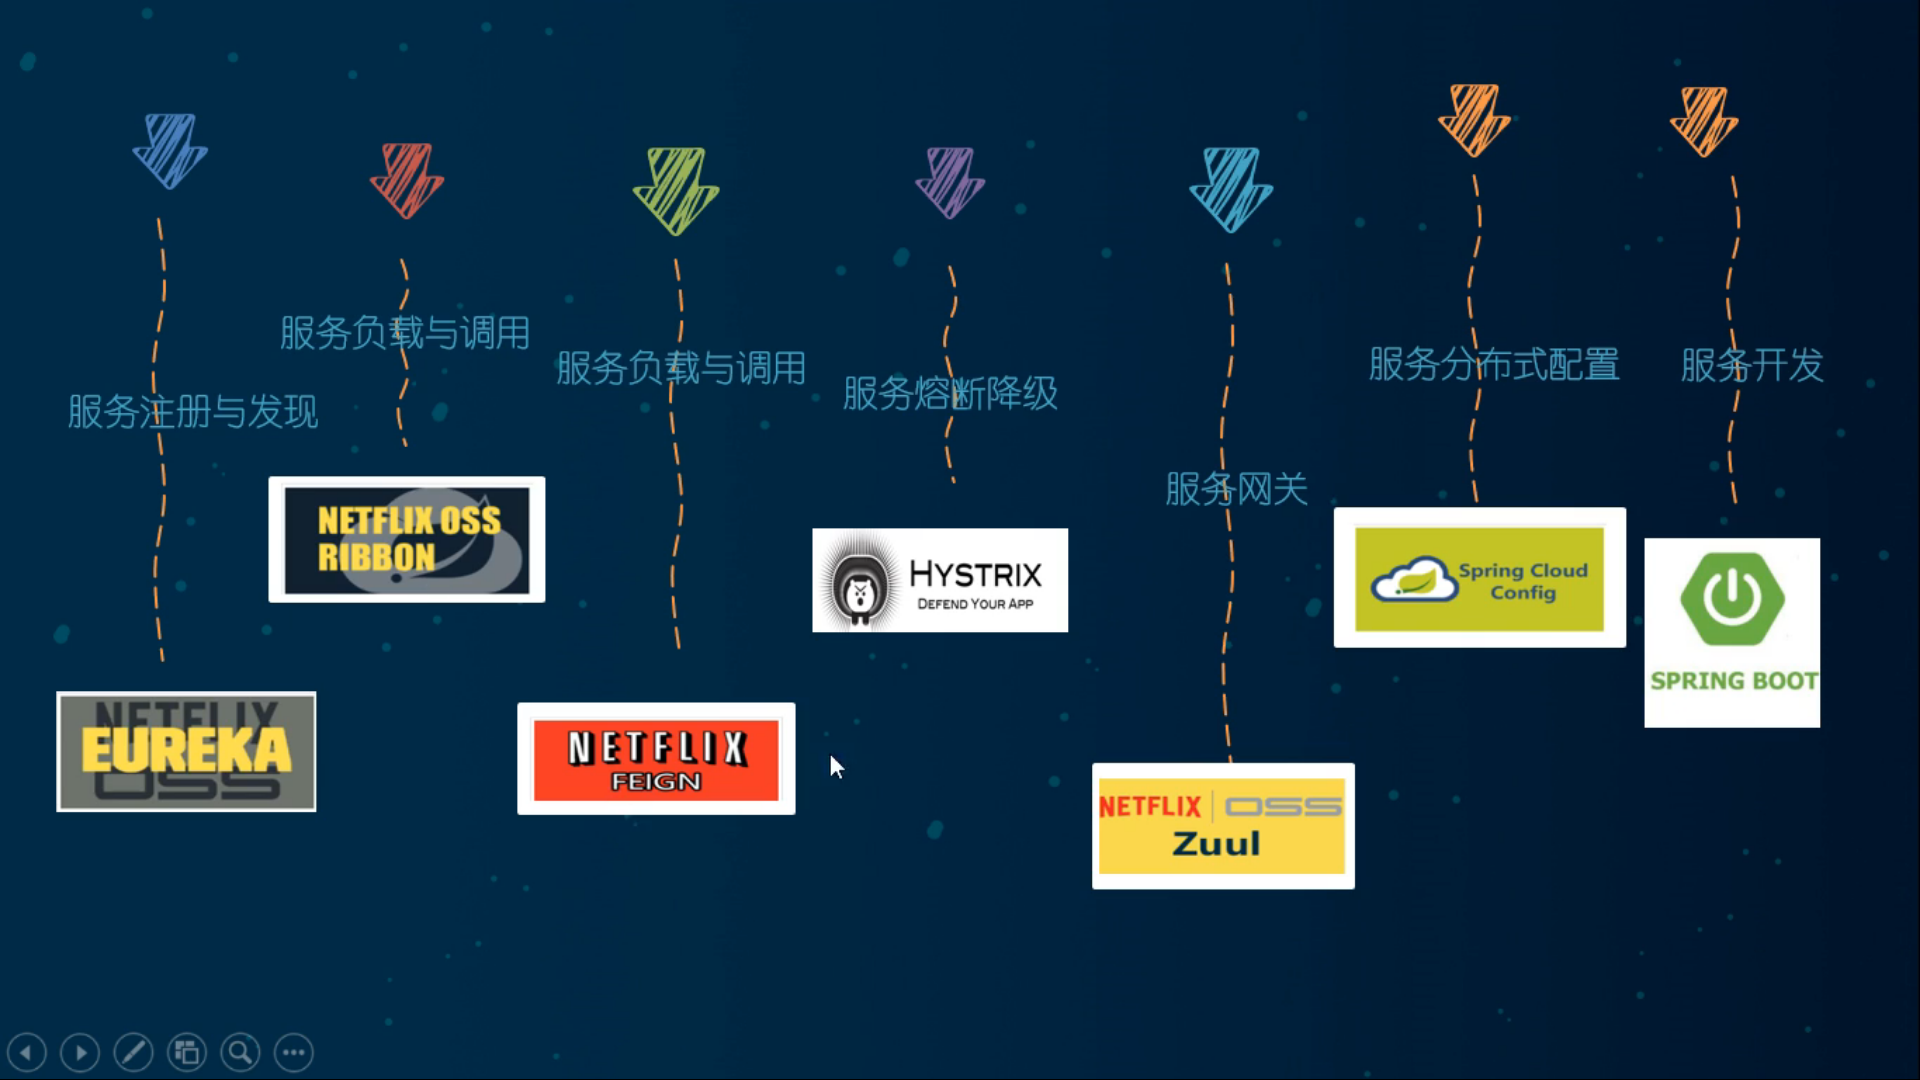 服务注册与发现
NETFLIX
EUREKA
OSS
服务负载与调用
NETFLIX OSS
RIBBON
服务负载与调用
NETFLIX
FEIGN
服务熔断降级
HYSTRIX
DEFEND YOUR APP
服务网关
NETFLIX | OSS
Zuul
服务分布式配置
Spring Cloud
Config
服务开发
SPRING BOOT